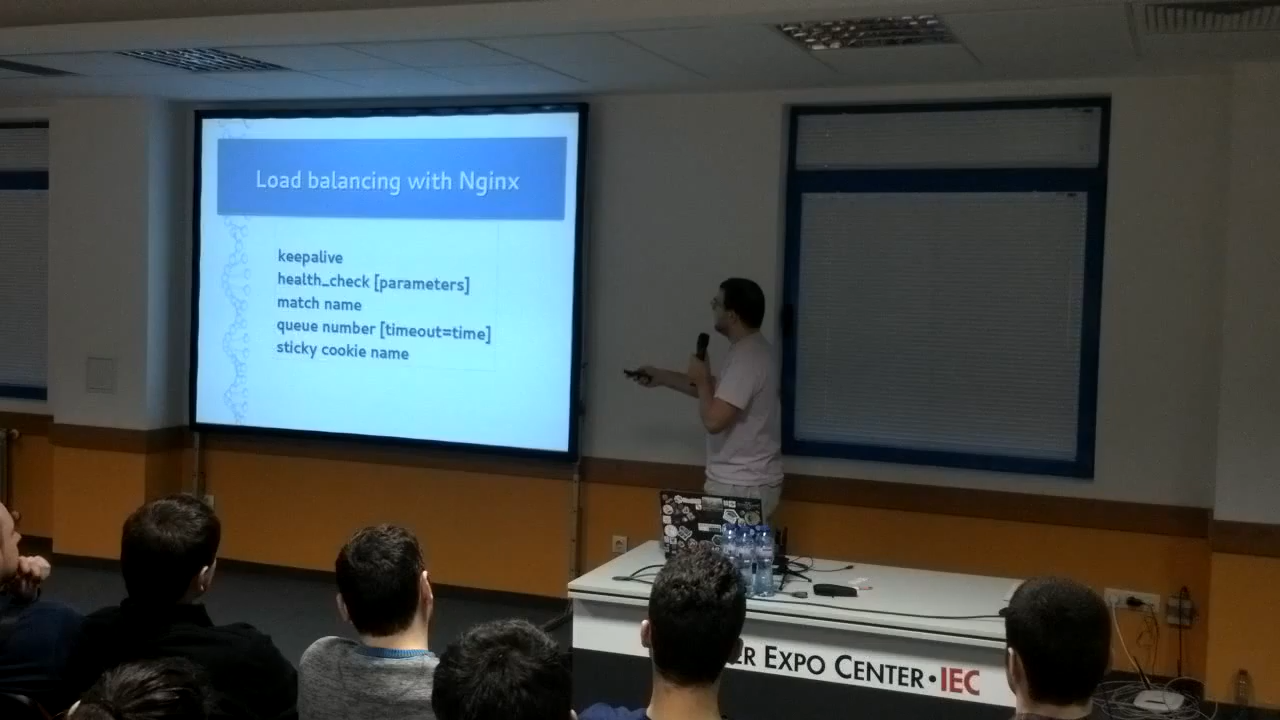 Load balancing with Nginx
keepalive
health_check [parameters]
match name
queue number [timeout=time]
sticky cookie name
EXPO CENTER • IEC